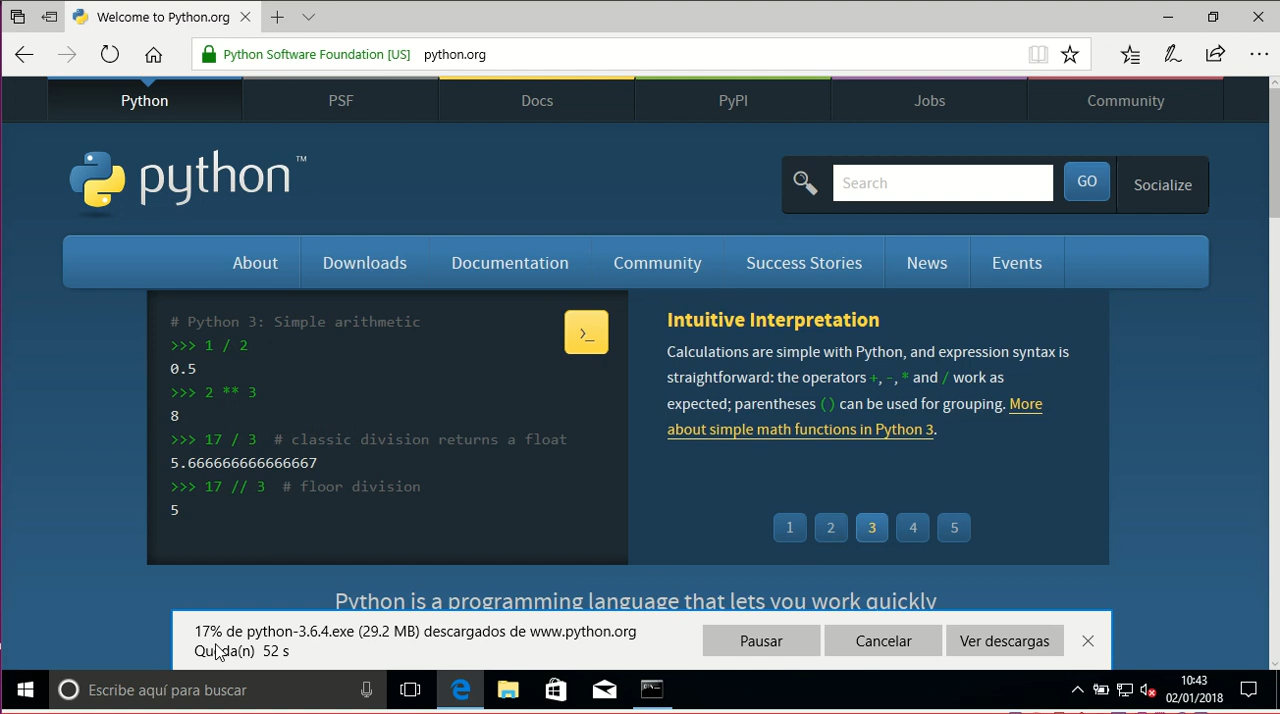 Welcome to Python.org
Python Software Foundation [US] python.org
Python PSF Docs PyPI Jobs Community
python™
Search GO Socialize
About Downloads Documentation Community Success Stories News Events
# Python 3: Simple arithmetic
>>> 1 / 2
0.5
>>> 2 ** 3
8
>>> 17 / 3 # classic division returns a float
5.666666666666667
>>> 17 // 3 # floor division
5
>_
Intuitive Interpretation
Calculations are simple with Python, and expression syntax is
straightforward: the operators +, -, * and / work as
expected; parentheses () can be used for grouping. More
about simple math functions in Python 3.
1 2 3 4 5
Python is a programming language that lets you work quickly
17% de python-3.6.4.exe (29.2 MB) descargados de www.python.org
Queda(n) 52 s
Pausar Cancelar Ver descargas
Escribe aquí para buscar
10:43
02/01/2018